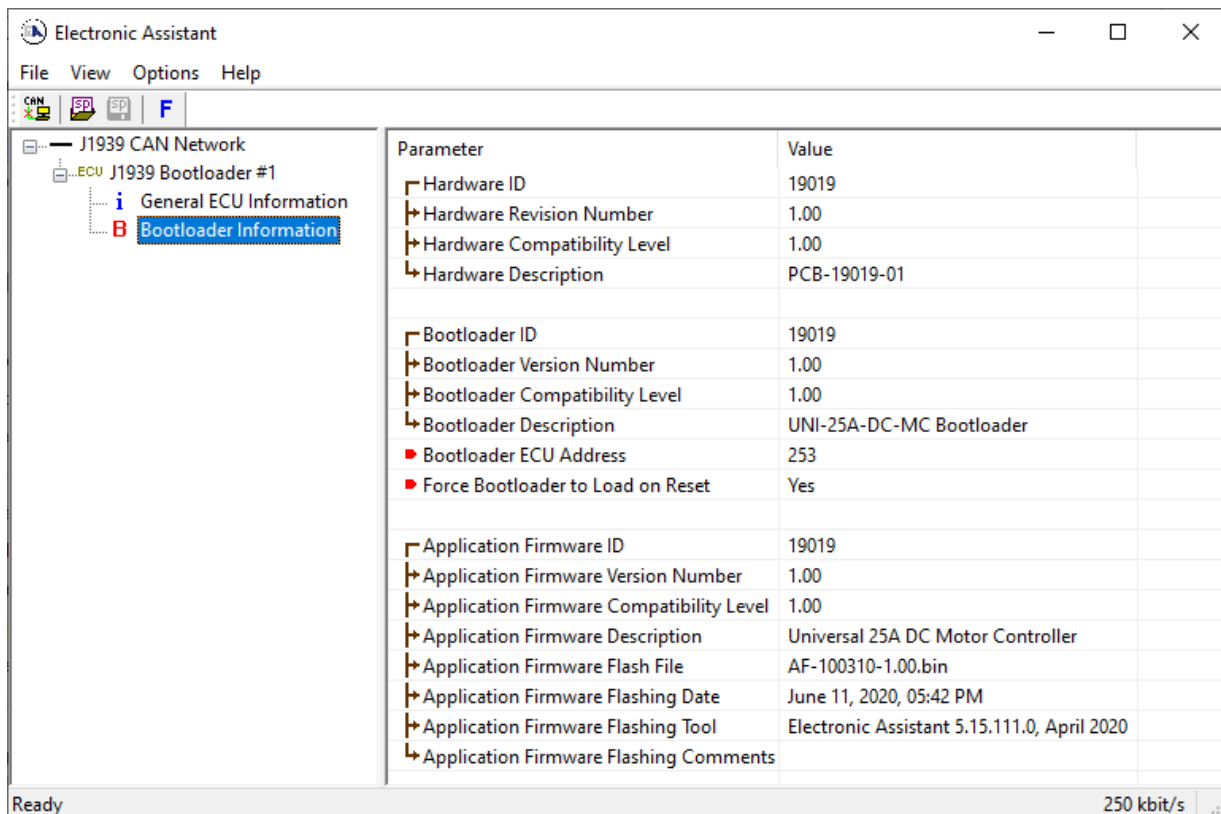 Electronic Assistant
File View Options Help
CAN SP SP F
J1939 CAN Network
ECU J1939 Bootloader #1
i General ECU Information
B Bootloader Information
Parameter Value
Hardware ID 19019
Hardware Revision Number 1.00
Hardware Compatibility Level 1.00
Hardware Description PCB-19019-01
Bootloader ID 19019
Bootloader Version Number 1.00
Bootloader Compatibility Level 1.00
Bootloader Description UNI-25A-DC-MC Bootloader
Bootloader ECU Address 253
Force Bootloader to Load on Reset Yes
Application Firmware ID 19019
Application Firmware Version Number 1.00
Application Firmware Compatibility Level 1.00
Application Firmware Description Universal 25A DC Motor Controller
Application Firmware Flash File AF-100310-1.00.bin
Application Firmware Flashing Date June 11, 2020, 05:42 PM
Application Firmware Flashing Tool Electronic Assistant 5.15.111.0, April 2020
Application Firmware Flashing Comments
Ready 250 kbit/s